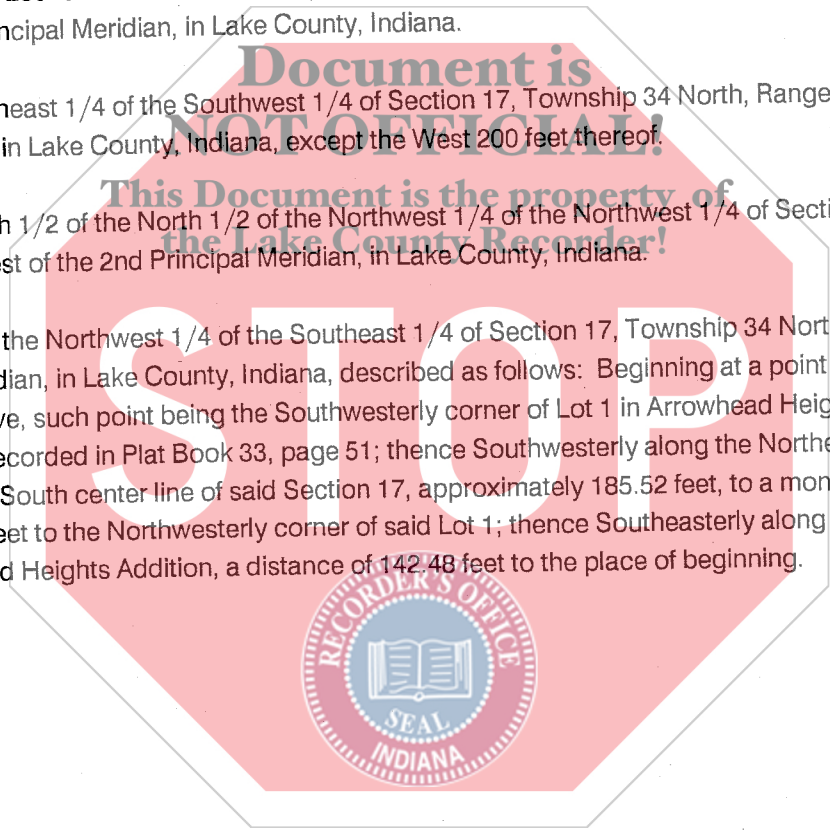 ncipal Meridian, in Lake County, Indiana.
Document is
heast 1/4 of the Southwest 1/4 of Section 17, Township 34 North, Range
NOT OFFICIAL!
in Lake County, Indiana, except the West 200 feet thereof.
This Document is the property of
h 1/2 of the North 1/2 of the Northwest 1/4 of the Northwest 1/4 of Secti
the Lake County Recorder!
st of the 2nd Principal Meridian, in Lake County, Indiana.
STOP
the Northwest 1/4 of the Southeast 1/4 of Section 17, Township 34 Nort
dian, in Lake County, Indiana, described as follows: Beginning at a point
ve, such point being the Southwesterly corner of Lot 1 in Arrowhead Heig
ecorded in Plat Book 33, page 51; thence Southwesterly along the Northe
South center line of said Section 17, approximately 185.52 feet, to a mon
eet to the Northwesterly corner of said Lot 1; thence Southeasterly along
d Heights Addition, a distance of 142.48 feet to the place of beginning.
RECORDER'S OFFICE
SEAL
INDIANA